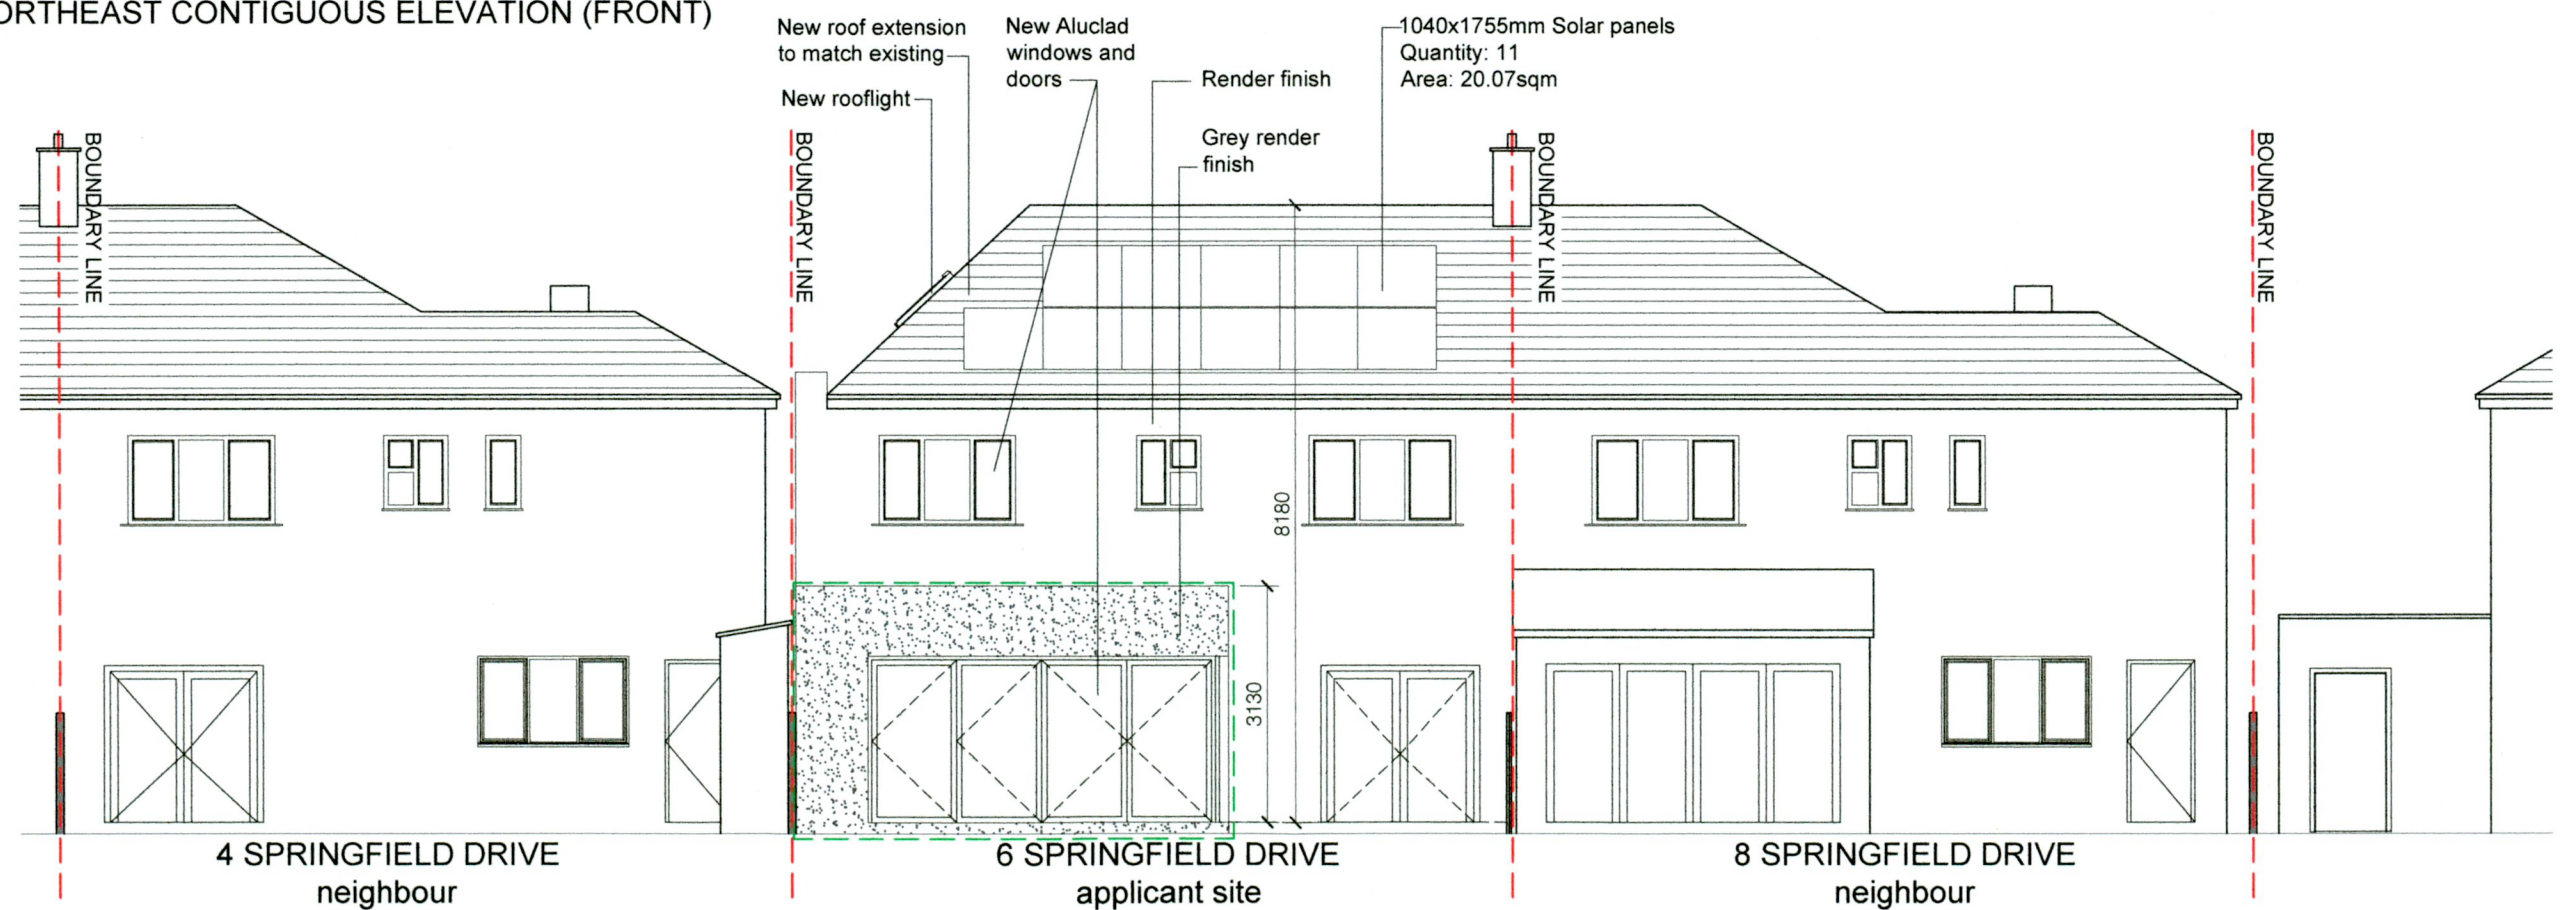 ORTHEAST CONTIGUOUS ELEVATION (FRONT)
New roof extension
to match existing
New rooflight
New Aluclad
windows and
doors
Render finish
Grey render
finish
1040x1755mm Solar panels
Quantity: 11
Area: 20.07sqm
BOUNDARY LINE
BOUNDARY LINE
BOUNDARY LINE
BOUNDARY LINE
8180
3130
4 SPRINGFIELD DRIVE
neighbour
6 SPRINGFIELD DRIVE
applicant site
8 SPRINGFIELD DRIVE
neighbour